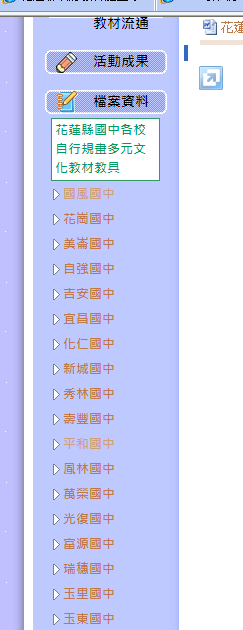 教材流通
花蓮
活動成果
檔案資料
花蓮縣國中各校
自行規畫多元文
化教材教具
國風國中
花崗國中
美崙國中
自強國中
吉安國中
宜昌國中
化仁國中
新城國中
秀林國中
壽豐國中
平和國中
鳳林國中
萬榮國中
光復國中
富源國中
瑞穗國中
玉里國中
玉東國中